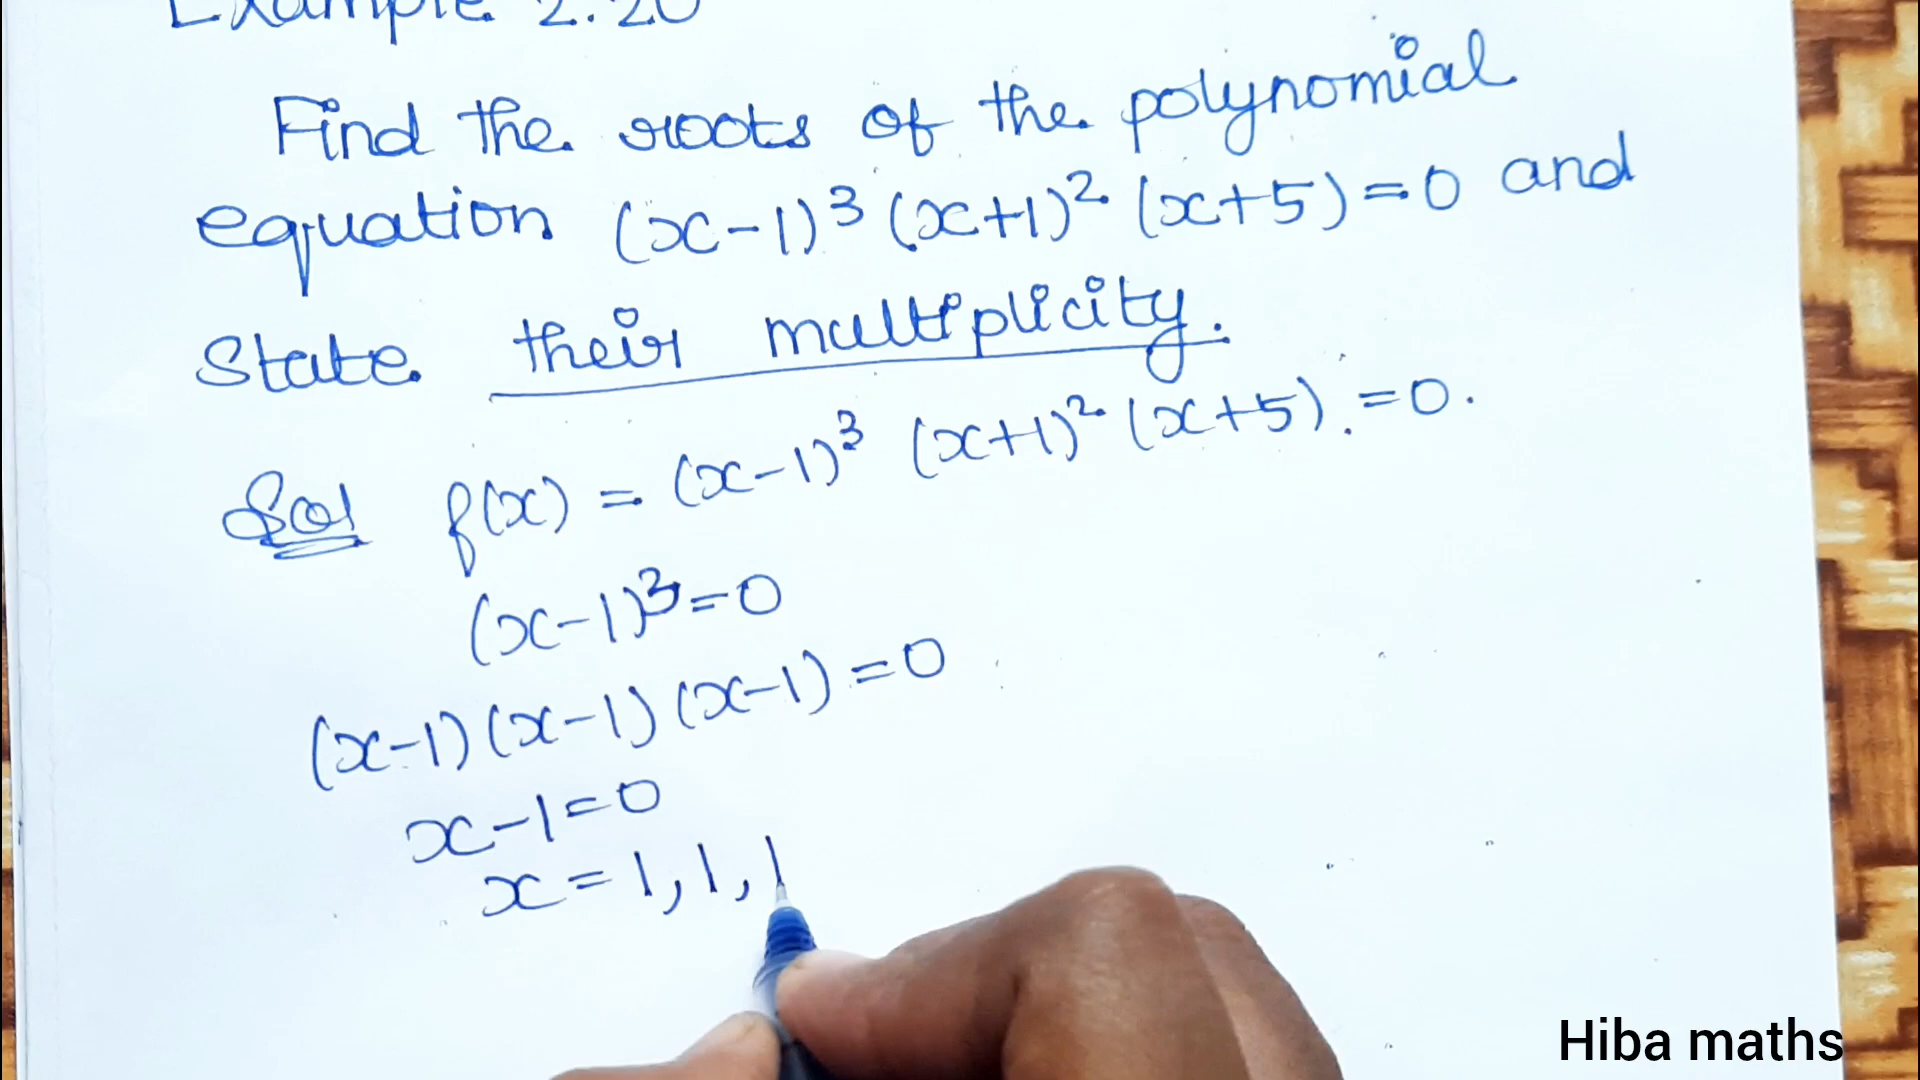 Example 2.20
Find the roots of the polynomial
equation (x-1)³ (x+1)² (x+5)=0 and
State their multiplicity.
Sol f(x) = (x-1)³ (x+1)² (x+5) =0.
(x-1)³=0
(x-1)(x-1)(x-1)=0
x-1=0
x=1,1,1
Hiba maths